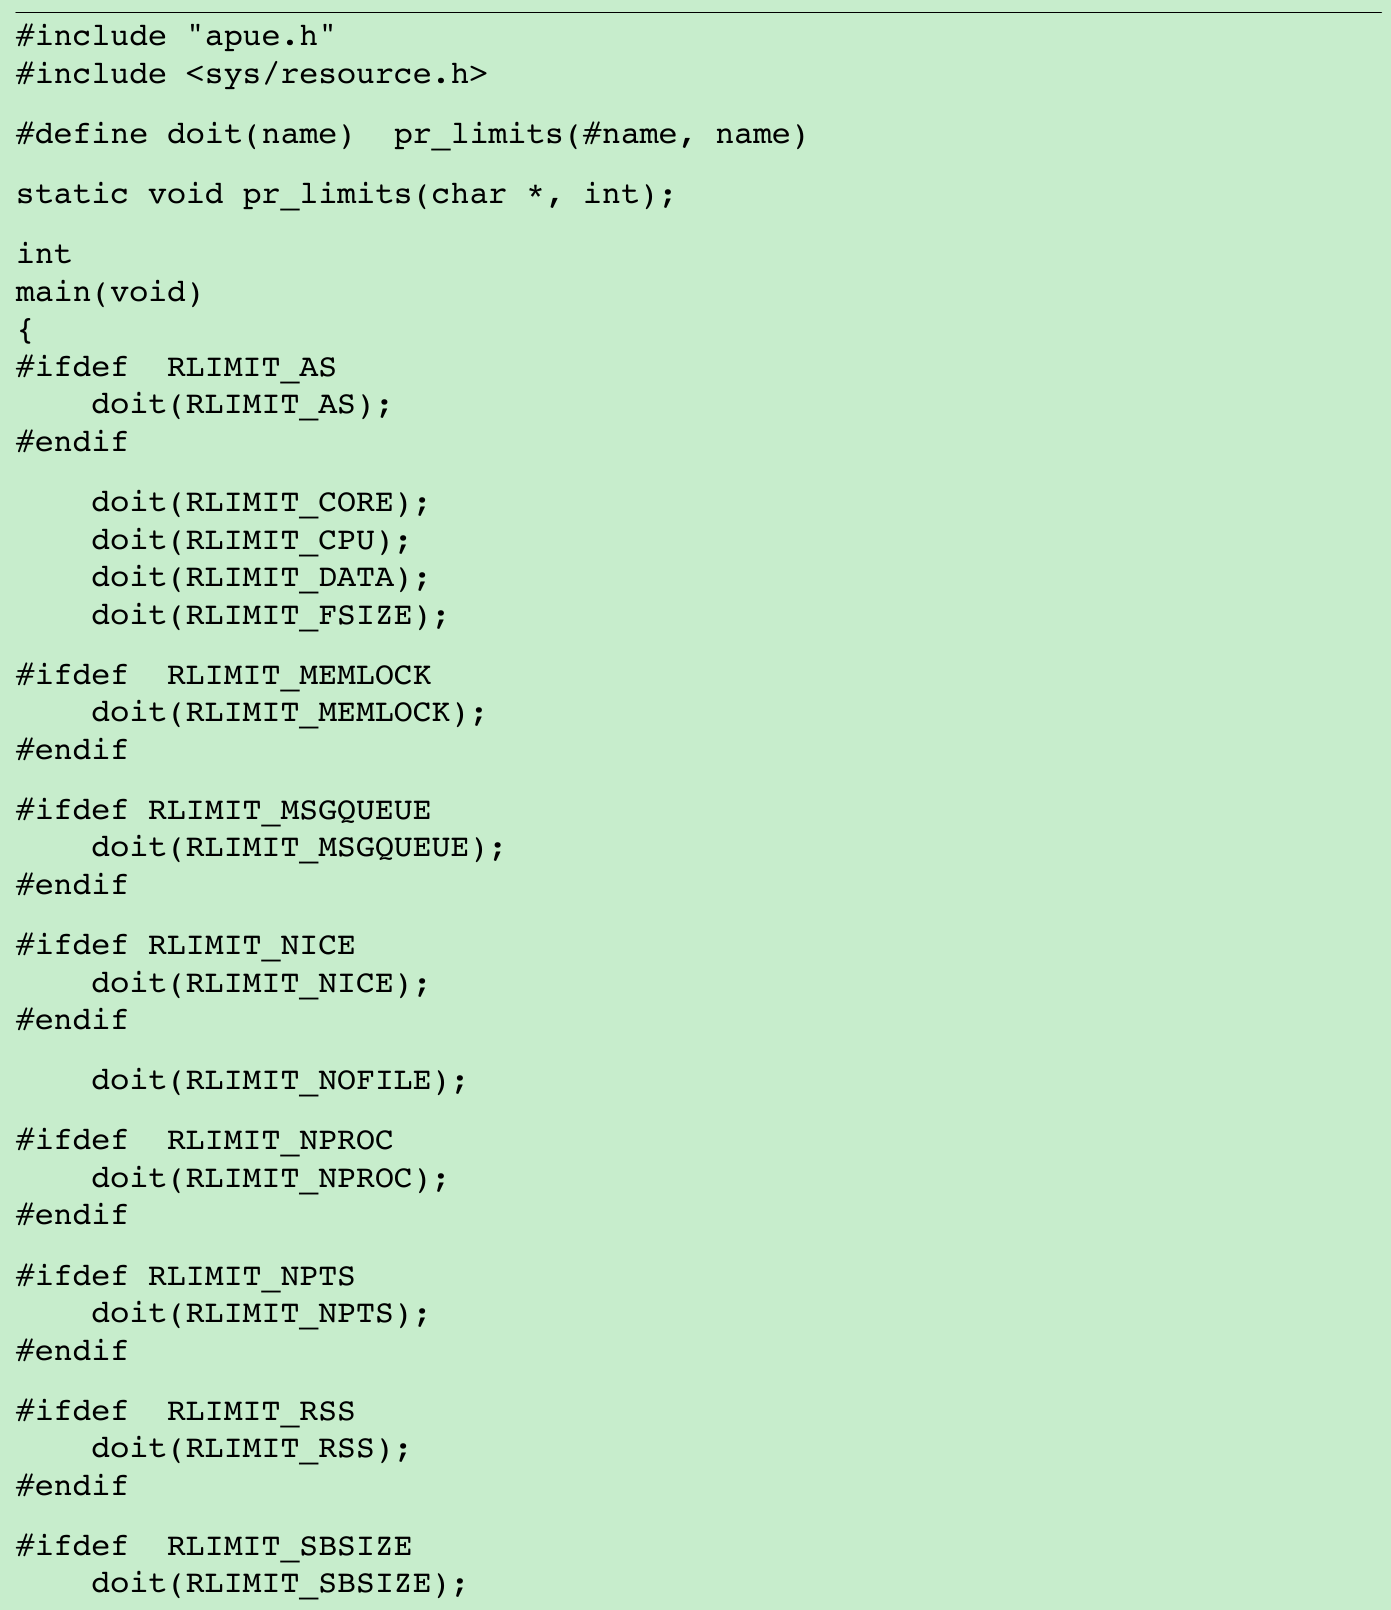 #include "apue.h"
#include <sys/resource.h>
#define doit(name)  pr_limits(#name, name)
static void pr_limits(char *, int);
int
main(void)
{
#ifdef  RLIMIT_AS
    doit(RLIMIT_AS);
#endif
    doit(RLIMIT_CORE);
    doit(RLIMIT_CPU);
    doit(RLIMIT_DATA);
    doit(RLIMIT_FSIZE);
#ifdef  RLIMIT_MEMLOCK
    doit(RLIMIT_MEMLOCK);
#endif
#ifdef RLIMIT_MSGQUEUE
    doit(RLIMIT_MSGQUEUE);
#endif
#ifdef RLIMIT_NICE
    doit(RLIMIT_NICE);
#endif
    doit(RLIMIT_NOFILE);
#ifdef  RLIMIT_NPROC
    doit(RLIMIT_NPROC);
#endif
#ifdef RLIMIT_NPTS
    doit(RLIMIT_NPTS);
#endif
#ifdef  RLIMIT_RSS
    doit(RLIMIT_RSS);
#endif
#ifdef  RLIMIT_SBSIZE
    doit(RLIMIT_SBSIZE);